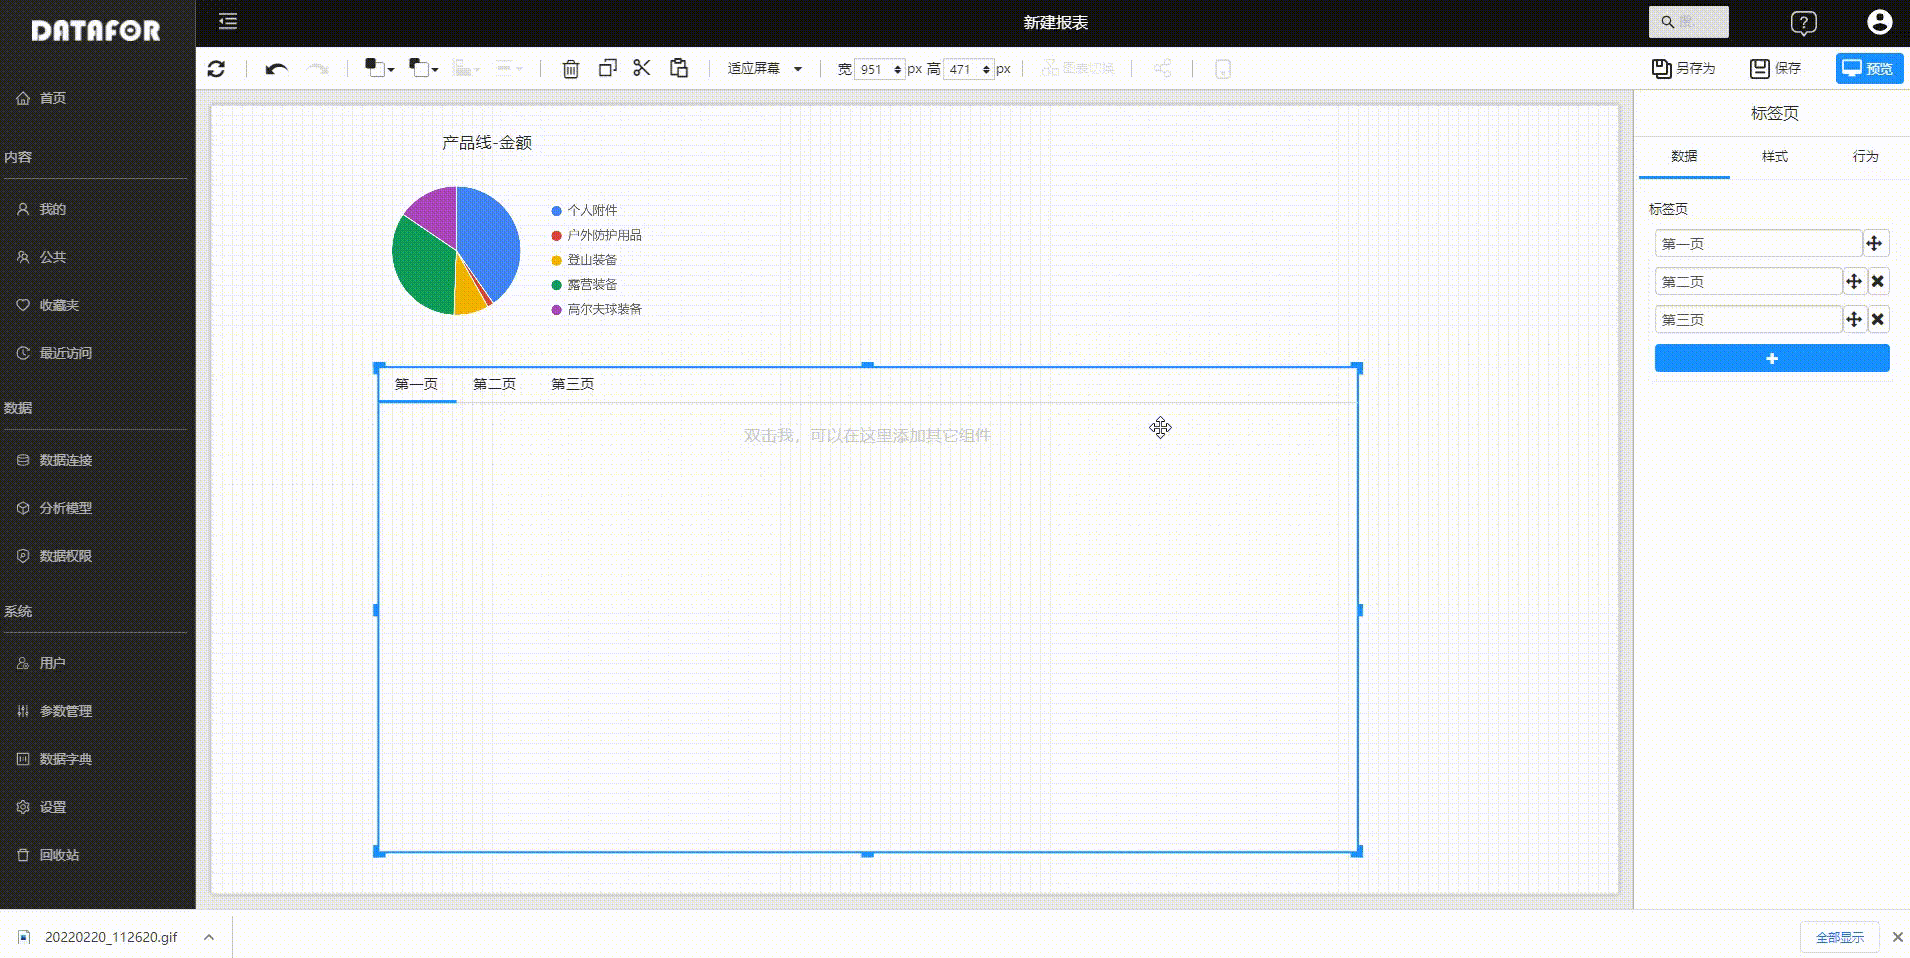 DATAFOR
新建报表
适应屏幕
宽 951 px 高 471 px
图表切换
另存为
保存
预览
首页
内容
我的
公共
收藏夹
最近访问
数据
数据连接
分析模型
数据权限
系统
用户
参数管理
数据字典
设置
回收站
产品线-金额
个人附件
户外防护用品
登山装备
露营装备
高尔夫球装备
第一页 第二页 第三页
双击我，可以在这里添加其它组件
标签页
数据 样式 行为
标签页
第一页
第二页
第三页
20220220_112620.gif
全部显示